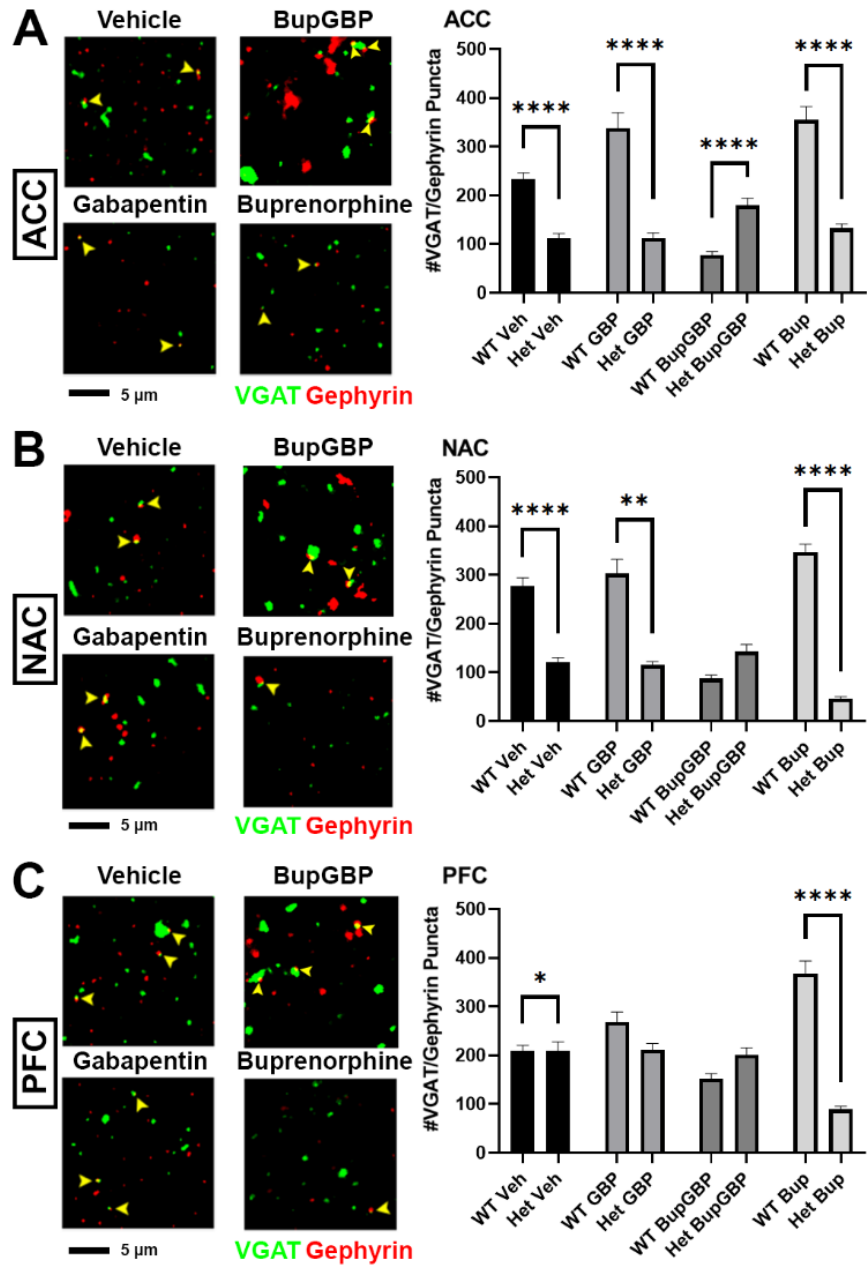 A
Vehicle
BupGBP
ACC
Gabapentin
Buprenorphine
5 μm
VGAT Gephyrin
ACC
#VGAT/Gephyrin Puncta
500
400
300
200
100
0
****
****
****
****
WT Veh
Het Veh
WT GBP
Het GBP
WT BupGBP
Het BupGBP
WT Bup
Het Bup
B
Vehicle
BupGBP
NAC
Gabapentin
Buprenorphine
5 μm
VGAT Gephyrin
NAC
#VGAT/Gephyrin Puncta
500
400
300
200
100
0
****
**
****
WT Veh
Het Veh
WT GBP
Het GBP
WT BupGBP
Het BupGBP
WT Bup
Het Bup
C
Vehicle
BupGBP
PFC
Gabapentin
Buprenorphine
5 μm
VGAT Gephyrin
PFC
#VGAT/Gephyrin Puncta
500
400
300
200
100
0
*
****
WT Veh
Het Veh
WT GBP
Het GBP
WT BupGBP
Het BupGBP
WT Bup
Het Bup